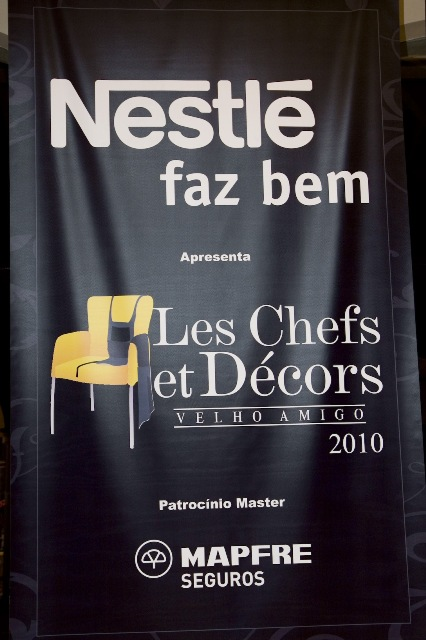 Nestlé
faz bem
Apresenta
Les Chefs
et Décors
VELHO AMIGO
2010
Patrocínio Master
MAPFRE
SEGUROS